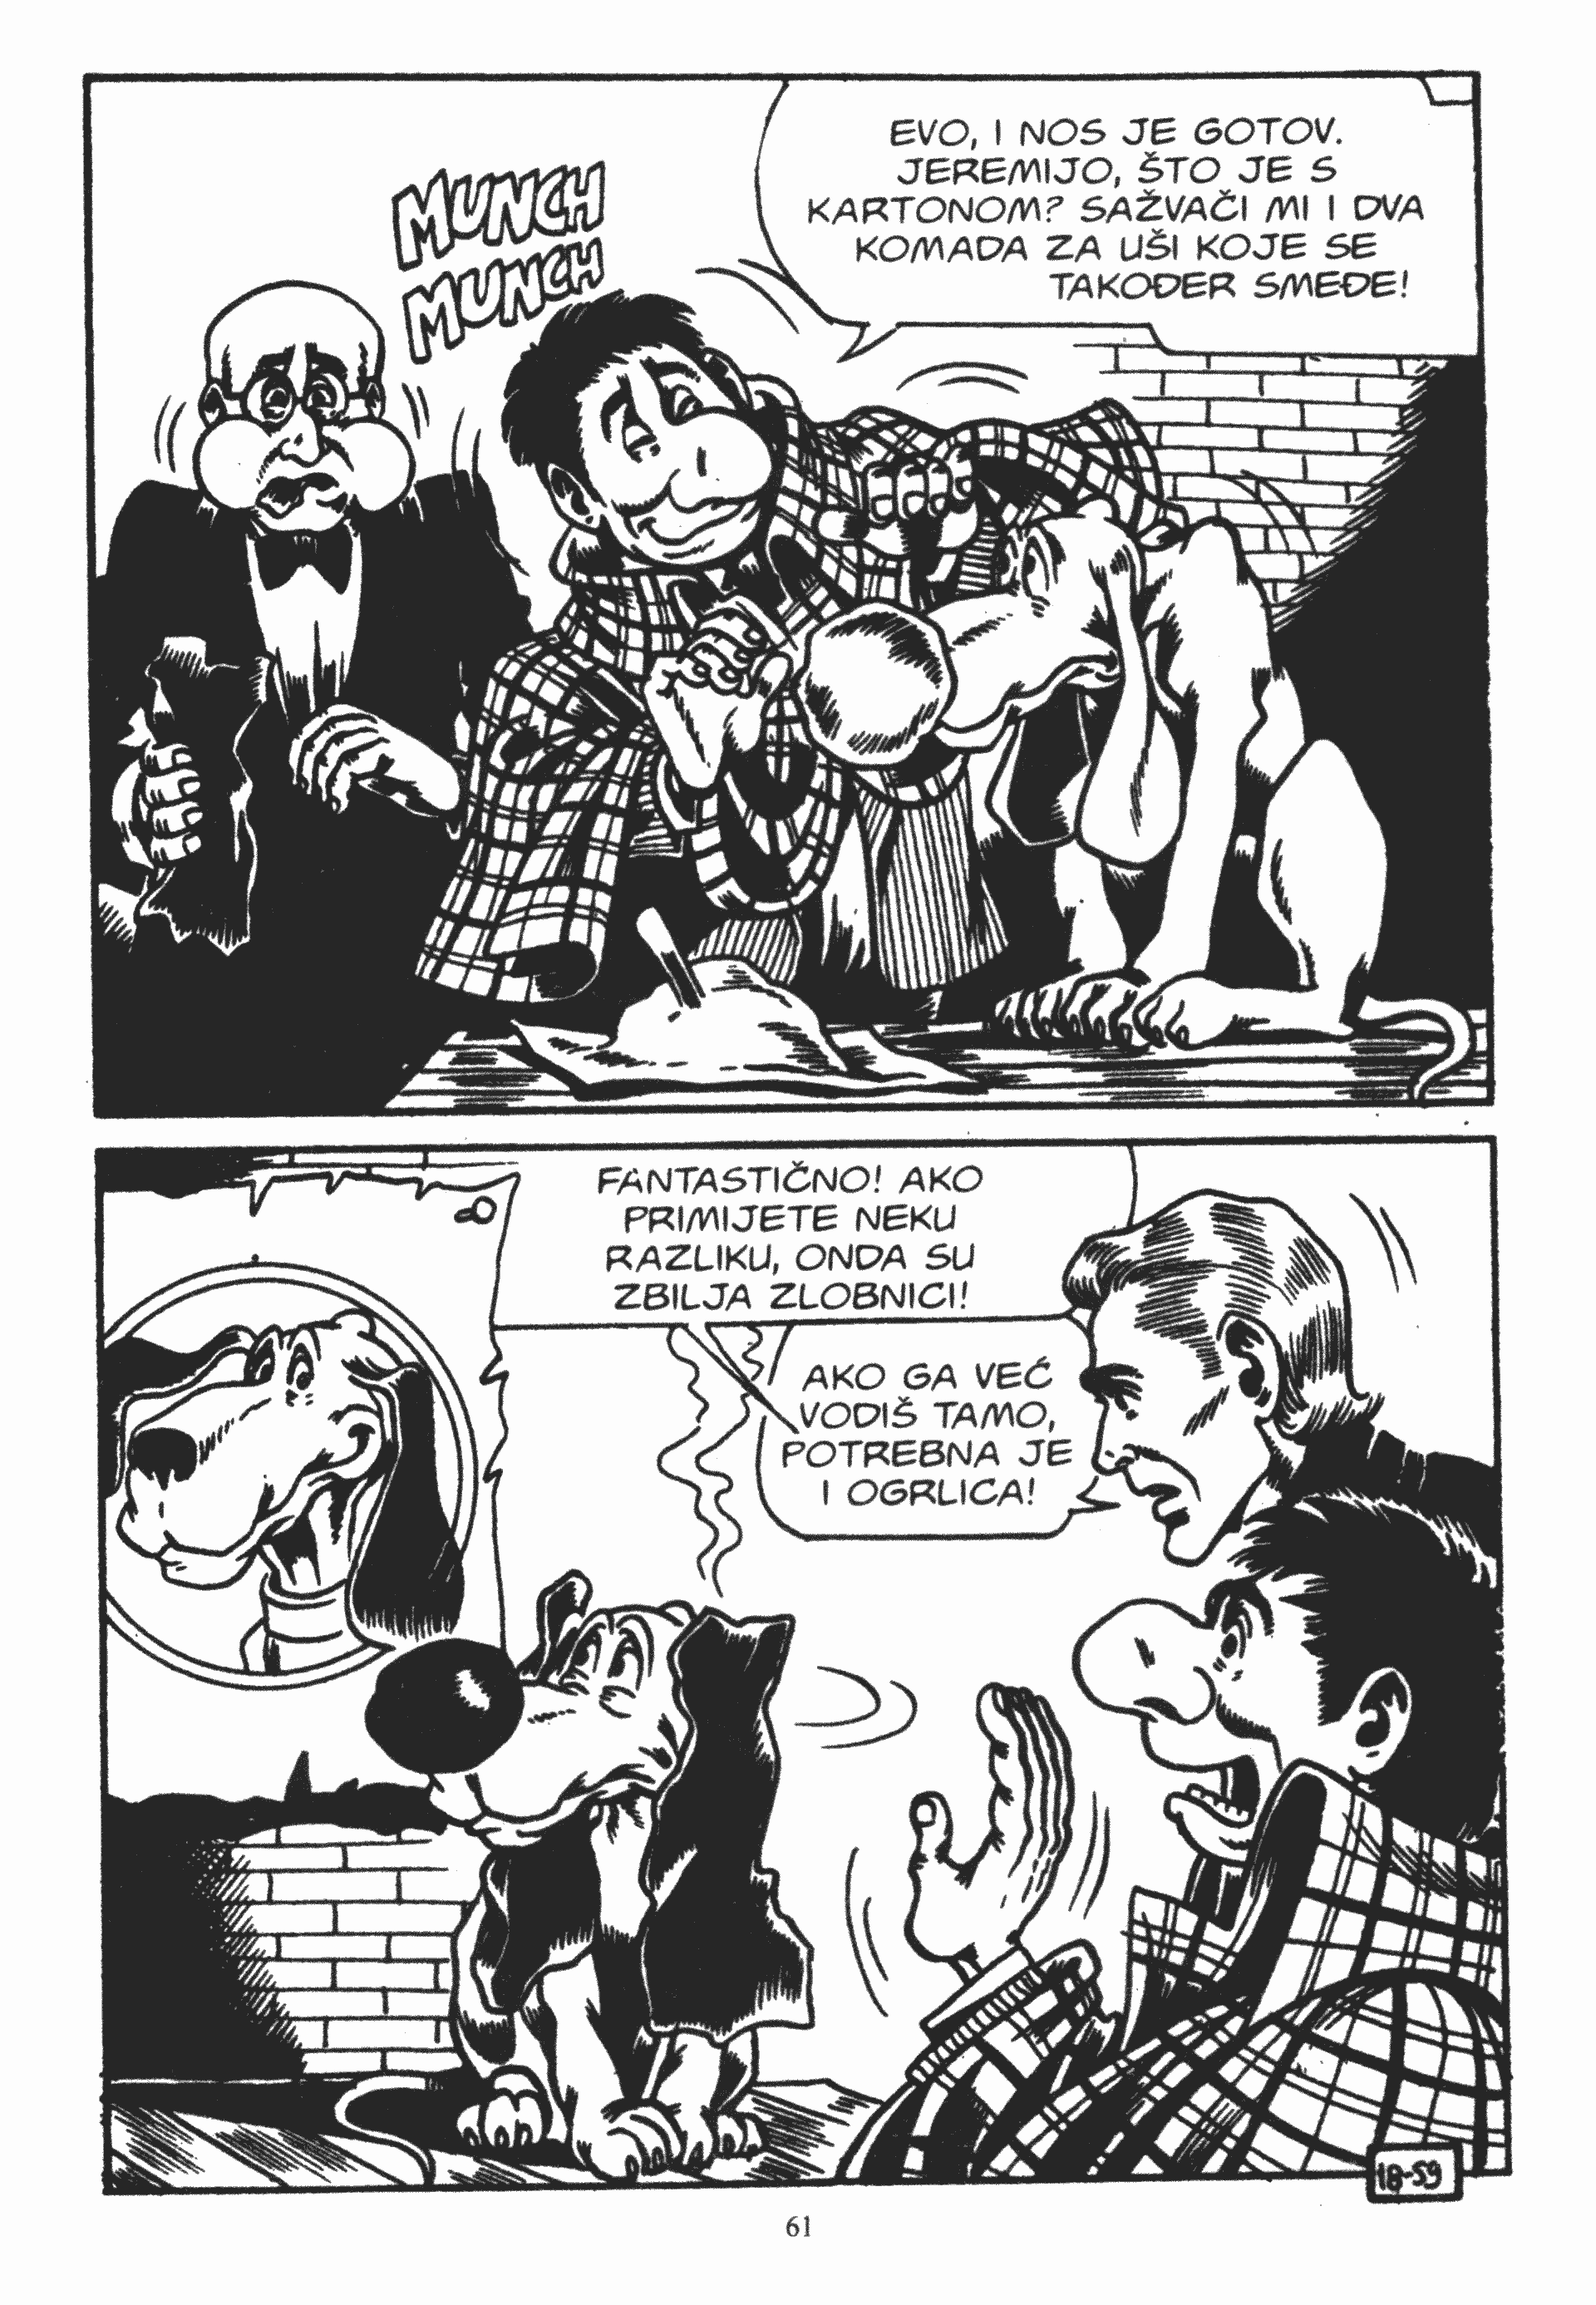 MUNCH
MUNCH
EVO, I NOS JE GOTOV.
JEREMIJO, ŠTO JE S
KARTONOM? SAŽVAČI MI I DVA
KOMADA ZA UŠI KOJE SE
TAKOĐER SMEĐE!
FANTASTIČNO! AKO
PRIMIJETE NEKU
RAZLIKU, ONDA SU
ZBILJA ZLOBNICI!
AKO GA VEĆ
VODIŠ TAMO,
POTREBNA JE
I OGRLICA!
18-59
61